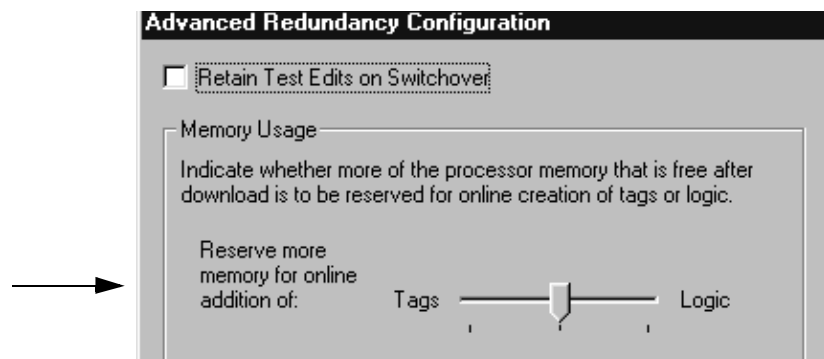 Advanced Redundancy Configuration
Retain Test Edits on Switchover
Memory Usage
Indicate whether more of the processor memory that is free after
download is to be reserved for online creation of tags or logic.
Reserve more
memory for online
addition of:
Tags
Logic